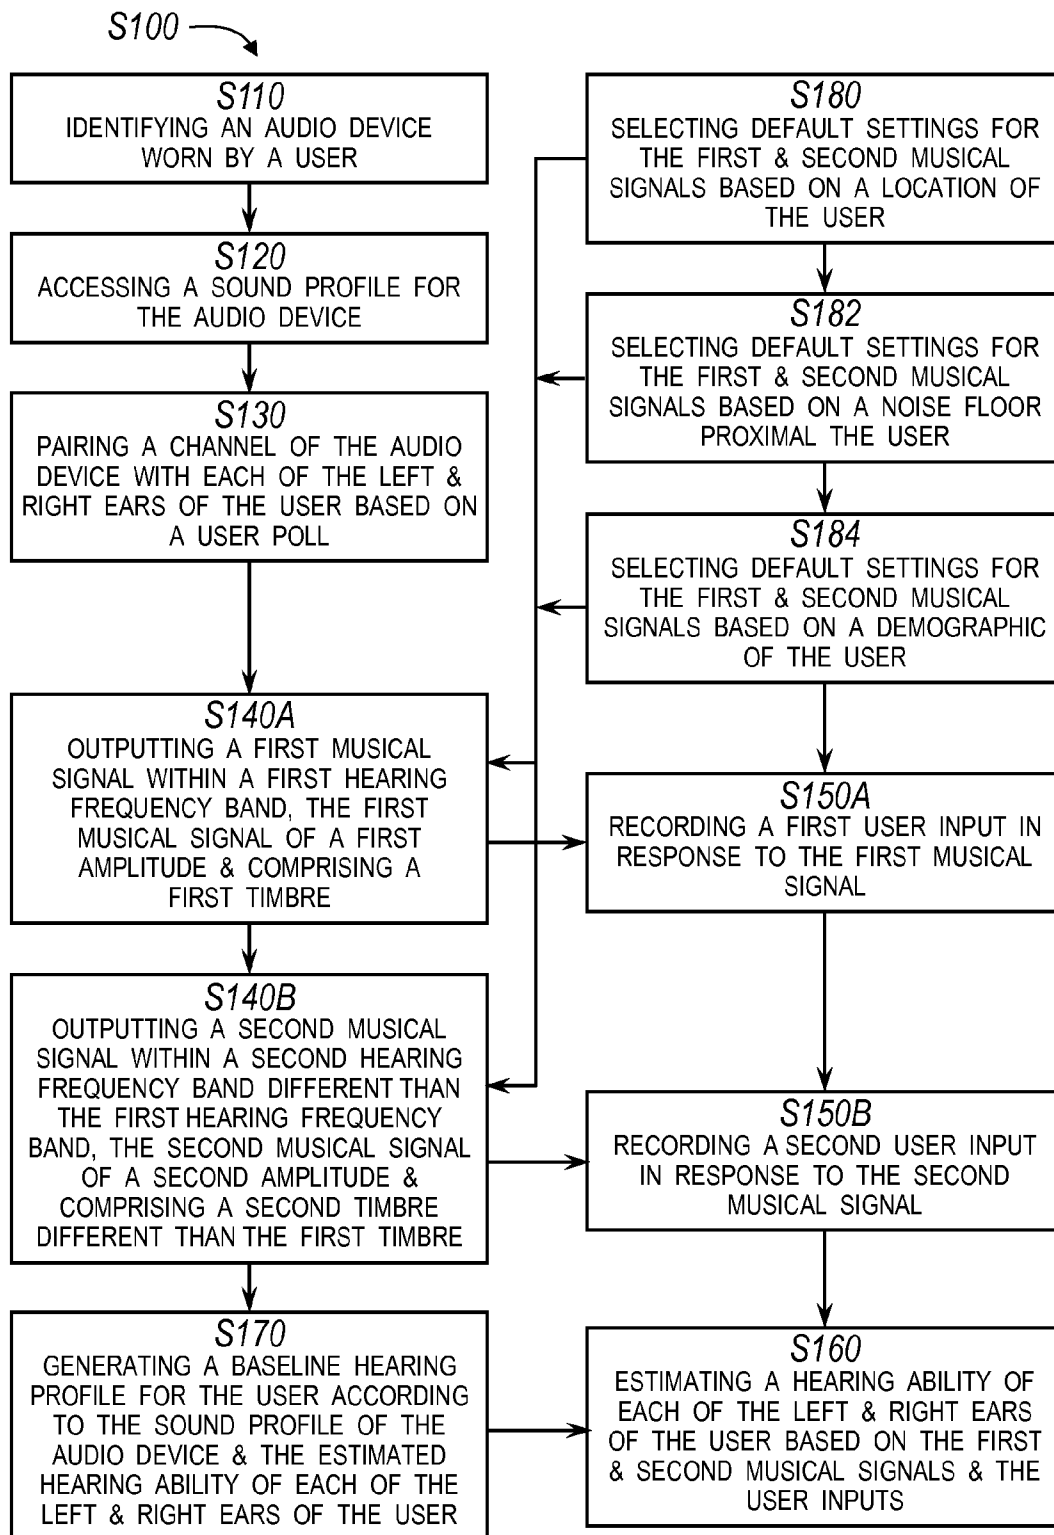 S100
S110
IDENTIFYING AN AUDIO DEVICE
WORN BY A USER
S120
ACCESSING A SOUND PROFILE FOR
THE AUDIO DEVICE
S130
PAIRING A CHANNEL OF THE AUDIO
DEVICE WITH EACH OF THE LEFT &
RIGHT EARS OF THE USER BASED ON
A USER POLL
S140A
OUTPUTTING A FIRST MUSICAL
SIGNAL WITHIN A FIRST HEARING
FREQUENCY BAND, THE FIRST
MUSICAL SIGNAL OF A FIRST
AMPLITUDE & COMPRISING A
FIRST TIMBRE
S140B
OUTPUTTING A SECOND MUSICAL
SIGNAL WITHIN A SECOND HEARING
FREQUENCY BAND DIFFERENT THAN
THE FIRST HEARING FREQUENCY
BAND, THE SECOND MUSICAL SIGNAL
OF A SECOND AMPLITUDE &
COMPRISING A SECOND TIMBRE
DIFFERENT THAN THE FIRST TIMBRE
S170
GENERATING A BASELINE HEARING
PROFILE FOR THE USER ACCORDING
TO THE SOUND PROFILE OF THE
AUDIO DEVICE & THE ESTIMATED
HEARING ABILITY OF EACH OF THE
LEFT & RIGHT EARS OF THE USER
S180
SELECTING DEFAULT SETTINGS FOR
THE FIRST & SECOND MUSICAL
SIGNALS BASED ON A LOCATION OF
THE USER
S182
SELECTING DEFAULT SETTINGS FOR
THE FIRST & SECOND MUSICAL
SIGNALS BASED ON A NOISE FLOOR
PROXIMAL THE USER
S184
SELECTING DEFAULT SETTINGS FOR
THE FIRST & SECOND MUSICAL
SIGNALS BASED ON A DEMOGRAPHIC
OF THE USER
S150A
RECORDING A FIRST USER INPUT IN
RESPONSE TO THE FIRST MUSICAL
SIGNAL
S150B
RECORDING A SECOND USER INPUT
IN RESPONSE TO THE SECOND
MUSICAL SIGNAL
S160
ESTIMATING A HEARING ABILITY OF
EACH OF THE LEFT & RIGHT EARS
OF THE USER BASED ON THE FIRST
& SECOND MUSICAL SIGNALS & THE
USER INPUTS